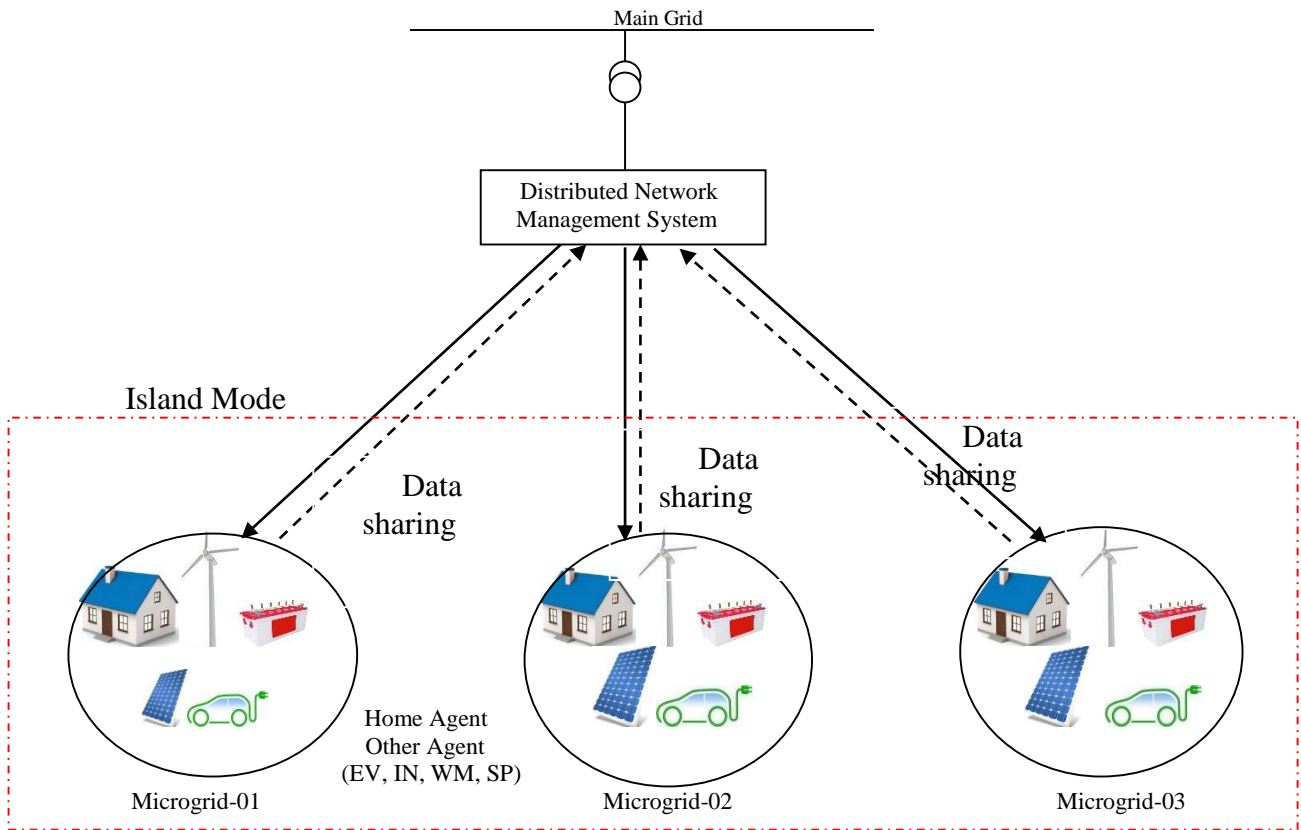 Main Grid
Distributed Network
Management System
Island Mode
Data
sharing
Data
sharing
Data
sharing
Home Agent
Other Agent
(EV, IN, WM, SP)
Microgrid-01
Microgrid-02
Microgrid-03